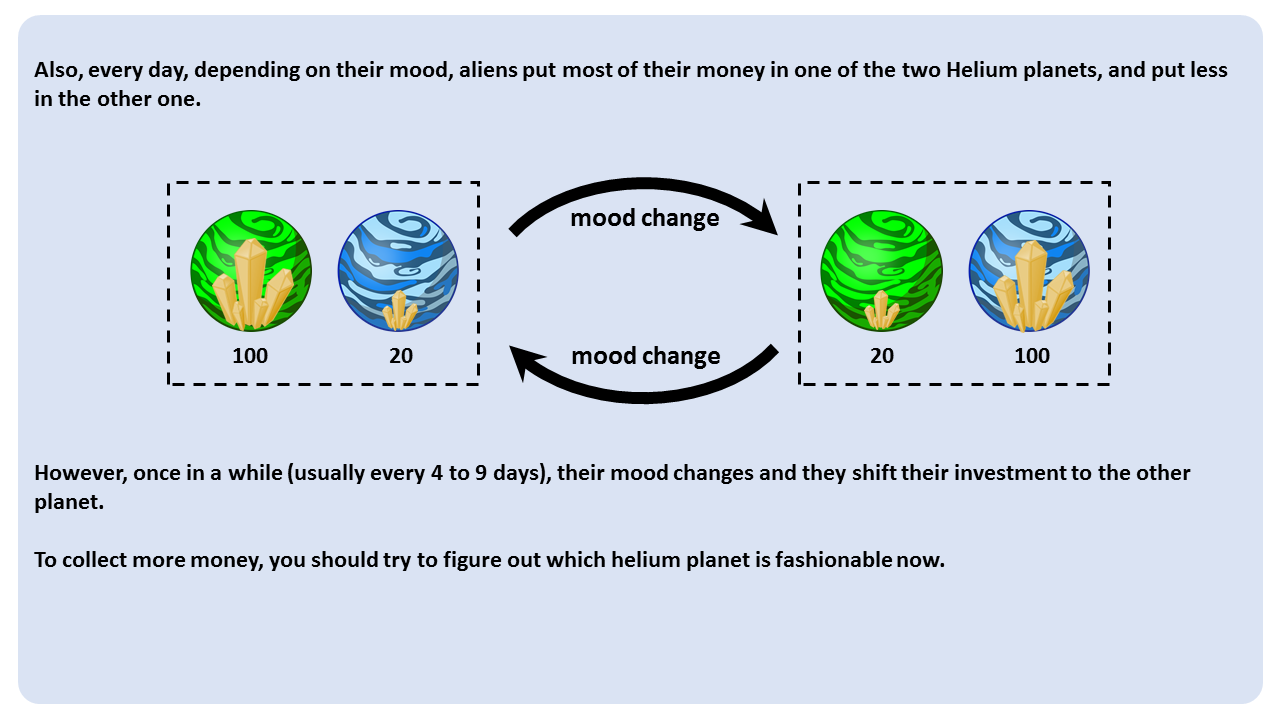 Also, every day, depending on their mood, aliens put most of their money in one of the two Helium planets, and put less
in the other one.
mood change
100 20
20 100
mood change
However, once in a while (usually every 4 to 9 days), their mood changes and they shift their investment to the other
planet.
To collect more money, you should try to figure out which helium planet is fashionable now.